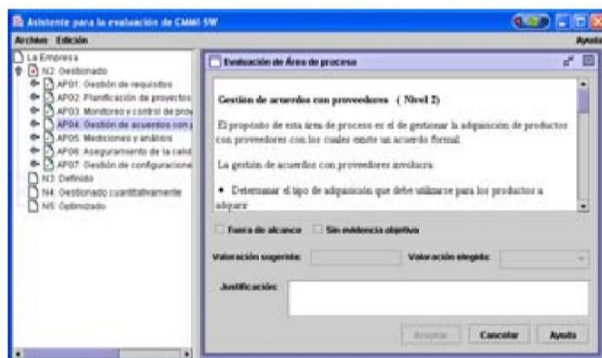 Asistente para la evaluación de CMMI-SW
Archivo Edición Ayuda
La Empresa
N2: Gestionado
AP01: Gestión de requisitos
AP02: Planificación de proyectos
AP03: Monitoreo y control de proy
AP04: Gestión de acuerdos con p
AP05: Mediciones y análisis
AP06: Aseguramiento de la calid
AP07: Gestión de configuracione
N3: Definido
N4: Gestionado cuantitativamente
N5: Optimizado
Evaluación de Área de proceso
Gestión de acuerdos con proveedores ( Nivel 2)
El propósito de esta área de proceso es el de gestionar la adquisición de productos
con proveedores con los cuales existe un acuerdo formal.
La gestión de acuerdos con proveedores involucra:
• Determinar el tipo de adquisición que debe utilizarse para los productos a
adquirir
Fuera de alcance Sin evidencia objetiva
Valoración sugerida: Valoración elegida:
Justificación:
Aceptar Cancelar Ayuda